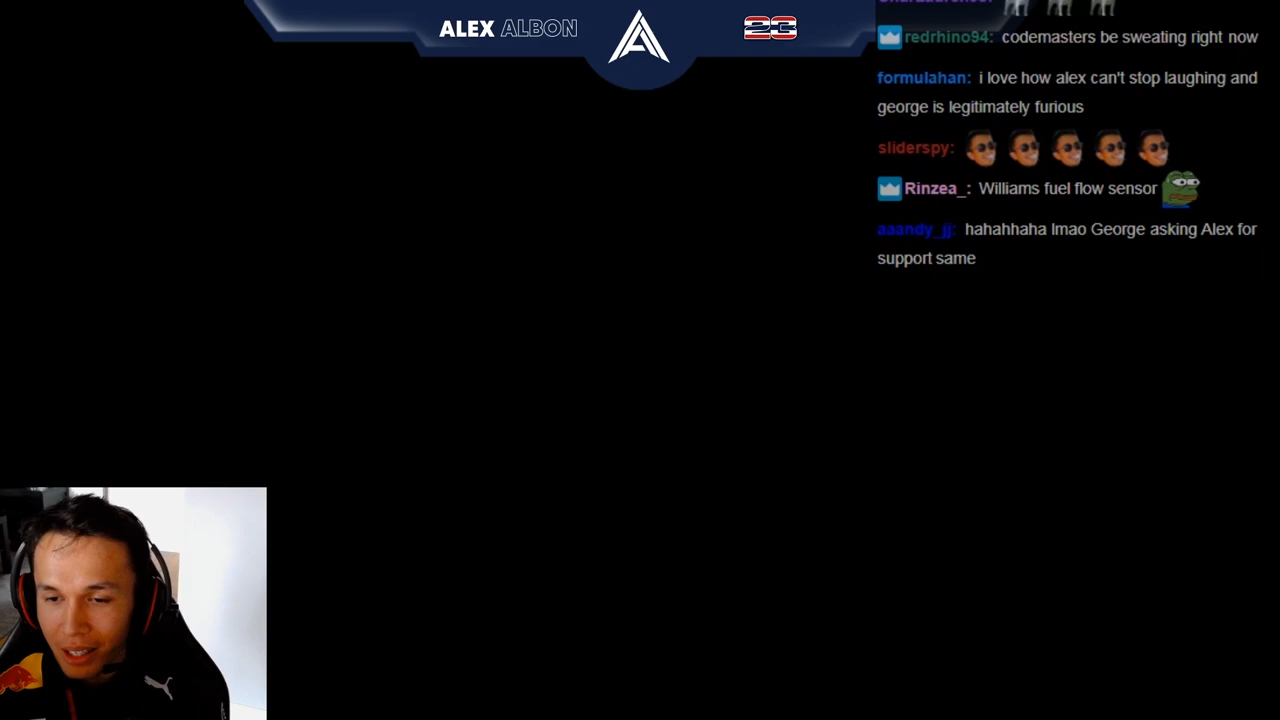 ALEX ALBON
23
redrhino94: codemasters be sweating right now
formulahan: i love how alex can't stop laughing and
george is legitimately furious
sliderspy:
Rinzea_: Williams fuel flow sensor
aaandy_jj: hahahhaha lmao George asking Alex for
support same